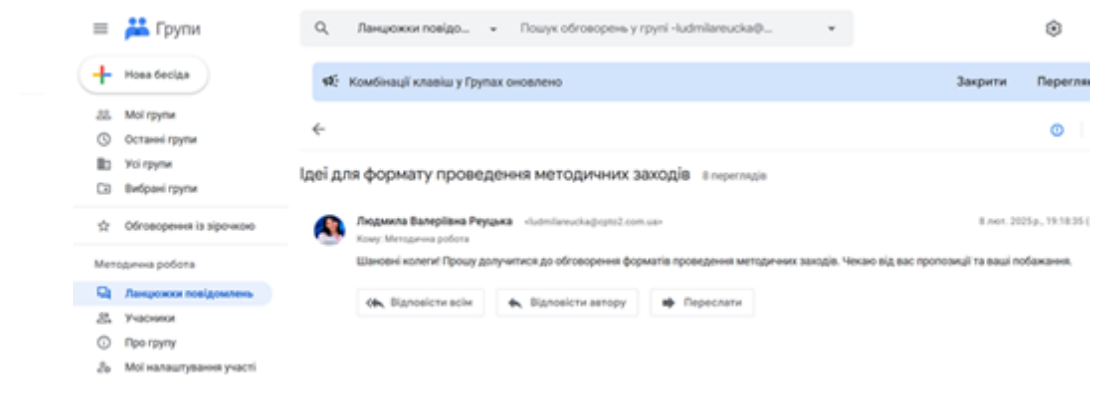 Групи
Ланцюжки повідо...
Пошук обговорень у групі -ludmilareucka@...
Нова бесіда
Комбінації клавіш у Групах оновлено
Закрити
Мої групи
Останні групи
Усі групи
Вибрані групи
Обговорення із зірочкою
Методична робота
Ланцюжки повідомлень
Учасники
Про групу
Мої налаштування участі
Ідеї для формату проведення методичних заходів 8 переглядів
Людмила Валеріївна Реуцька <ludmilareucka@cpto2.com.ua> 8 лют. 2025 р., 19:18:35 (
Кому: Методична робота
Шановні колеги! Прошу долучитися до обговорення форматів проведення методичних заходів. Чекаю від вас пропозиції та ваші побажання.
Відповісти всім
Відповісти автору
Переслати